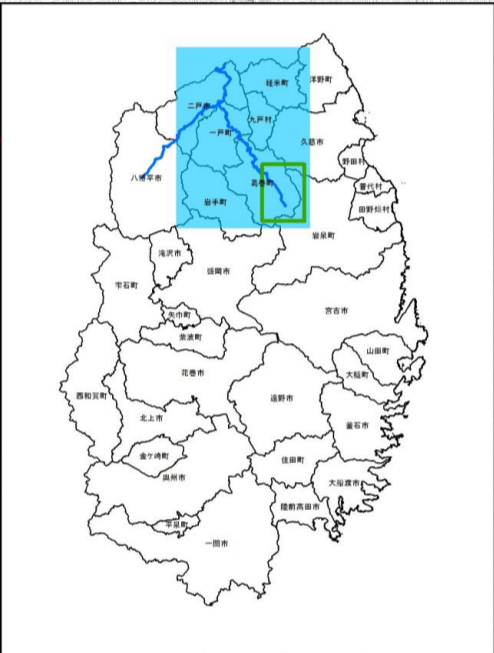 軽米町
洋野町
二戸市
九戸村
一戸町
久慈市
野田村
八幡平市
葛巻町
普代村
岩手町
田野畑村
岩泉町
滝沢市
盛岡市
雫石町
宮古市
矢巾町
紫波町
山田町
大槌町
花巻市
西和賀町
遠野市
北上市
釜石市
金ケ崎町
住田町
奥州市
大船渡市
陸前高田市
平泉町
一関市